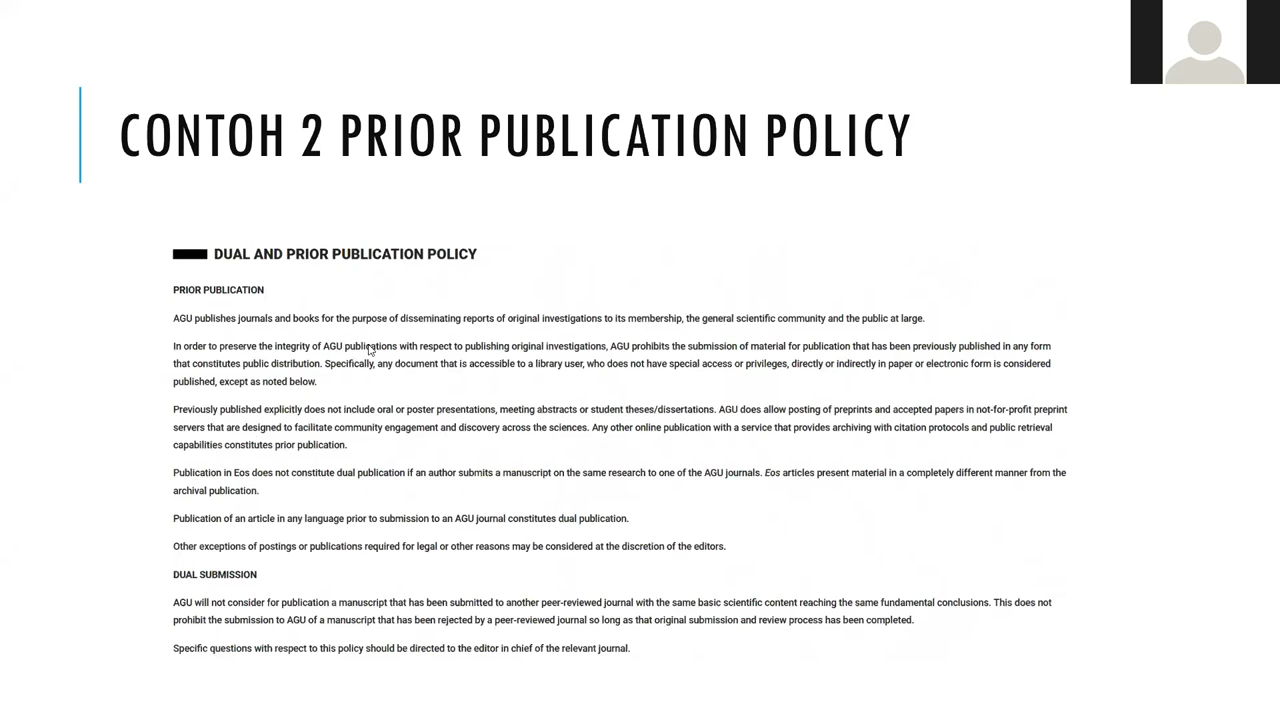 CONTOH 2 PRIOR PUBLICATION POLICY
DUAL AND PRIOR PUBLICATION POLICY
PRIOR PUBLICATION
AGU publishes journals and books for the purpose of disseminating reports of original investigations to its membership, the general scientific community and the public at large.
In order to preserve the integrity of AGU publications with respect to publishing original investigations, AGU prohibits the submission of material for publication that has been previously published in any form
that constitutes public distribution. Specifically, any document that is accessible to a library user, who does not have special access or privileges, directly or indirectly in paper or electronic form is considered
published, except as noted below.
Previously published explicitly does not include oral or poster presentations, meeting abstracts or student theses/dissertations. AGU does allow posting of preprints and accepted papers in not-for-profit preprint
servers that are designed to facilitate community engagement and discovery across the sciences. Any other online publication with a service that provides archiving with citation protocols and public retrieval
capabilities constitutes prior publication.
Publication in Eos does not constitute dual publication if an author submits a manuscript on the same research to one of the AGU journals. Eos articles present material in a completely different manner from the
archival publication.
Publication of an article in any language prior to submission to an AGU journal constitutes dual publication.
Other exceptions of postings or publications required for legal or other reasons may be considered at the discretion of the editors.
DUAL SUBMISSION
AGU will not consider for publication a manuscript that has been submitted to another peer-reviewed journal with the same basic scientific content reaching the same fundamental conclusions. This does not
prohibit the submission to AGU of a manuscript that has been rejected by a peer-reviewed journal so long as that original submission and review process has been completed.
Specific questions with respect to this policy should be directed to the editor in chief of the relevant journal.